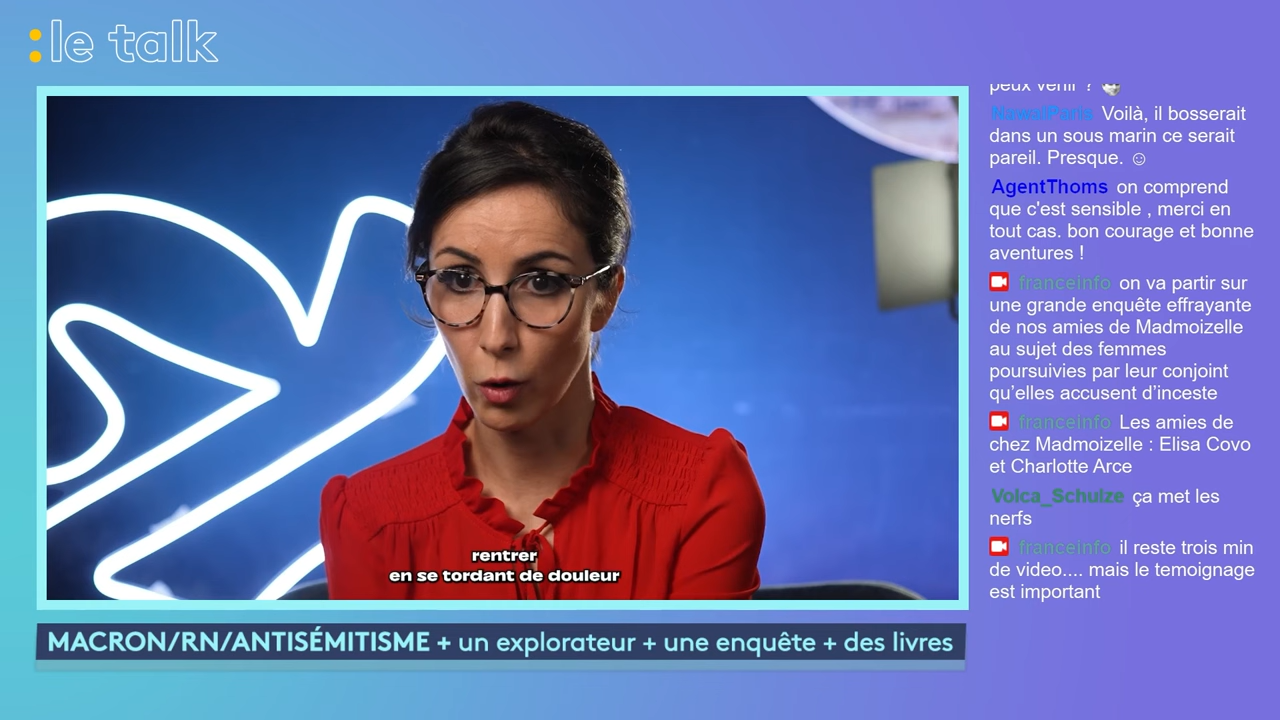 : le talk
peux venir ?
NawalParis Voilà, il bosserait
dans un sous marin ce serait
pareil. Presque. ☺
AgentThoms on comprend
que c'est sensible , merci en
tout cas. bon courage et bonne
aventures !
franceinfo on va partir sur
une grande enquête effrayante
de nos amies de Madmoizelle
au sujet des femmes
poursuivies par leur conjoint
qu’elles accusent d’inceste
franceinfo Les amies de
chez Madmoizelle : Elisa Covo
et Charlotte Arce
Volca_Schulze ça met les
nerfs
franceinfo il reste trois min
de video.... mais le temoignage
est important
rentrer
en se tordant de douleur
MACRON/RN/ANTISÉMITISME + un explorateur + une enquête + des livres